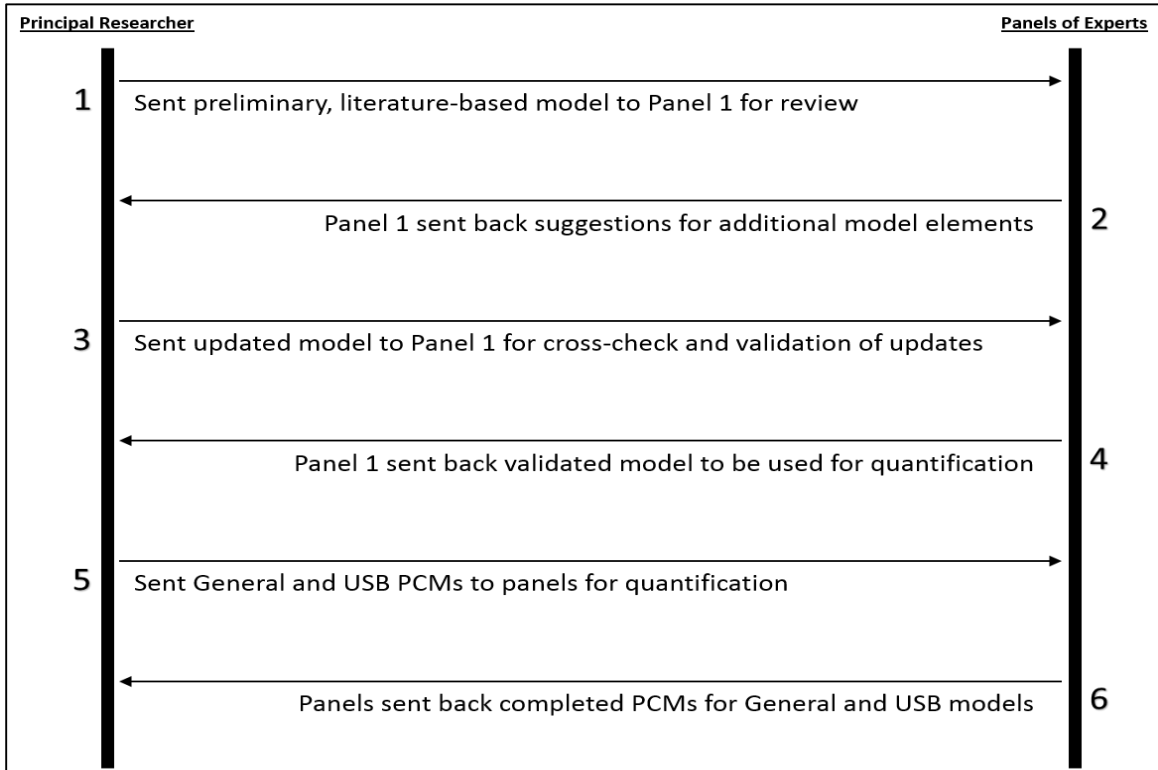 Principal Researcher
Panels of Experts
1
Sent preliminary, literature-based model to Panel 1 for review
Panel 1 sent back suggestions for additional model elements
2
3
Sent updated model to Panel 1 for cross-check and validation of updates
Panel 1 sent back validated model to be used for quantification
4
5
Sent General and USB PCMs to panels for quantification
Panels sent back completed PCMs for General and USB models
6